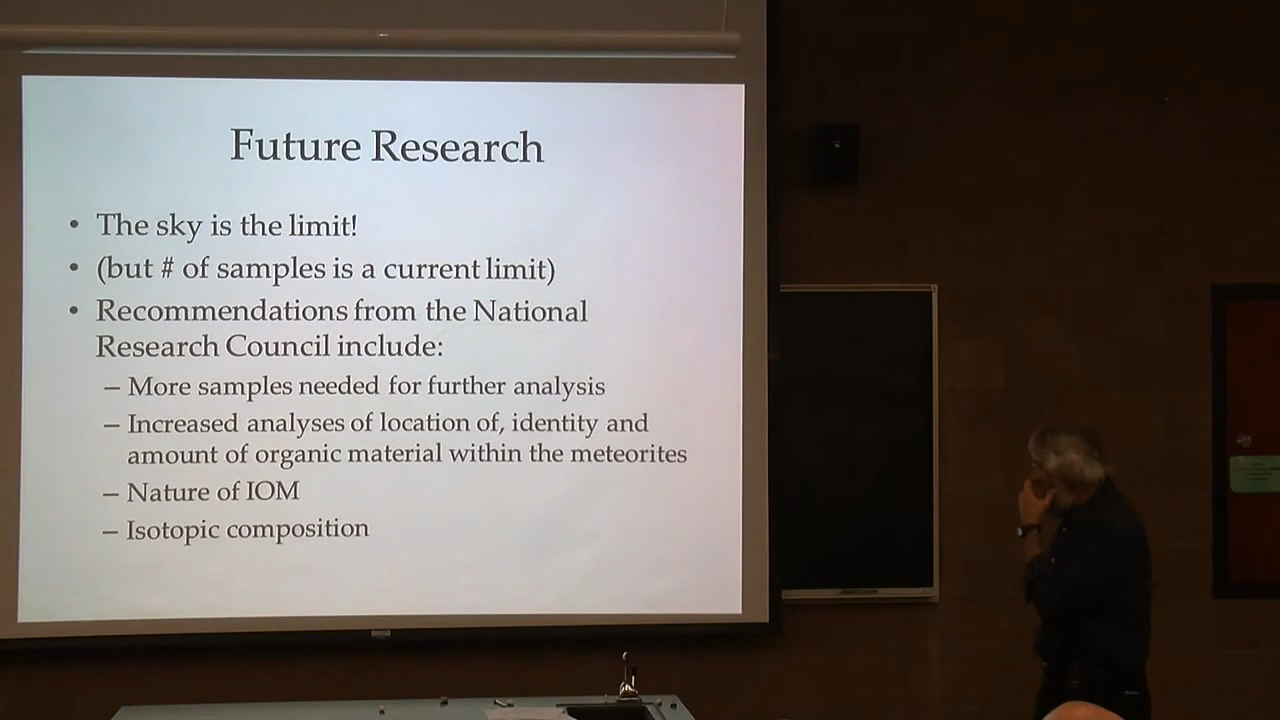 Future Research
• The sky is the limit!
• (but # of samples is a current limit)
• Recommendations from the National
Research Council include:
– More samples needed for further analysis
– Increased analyses of location of, identity and
amount of organic material within the meteorites
– Nature of IOM
– Isotopic composition